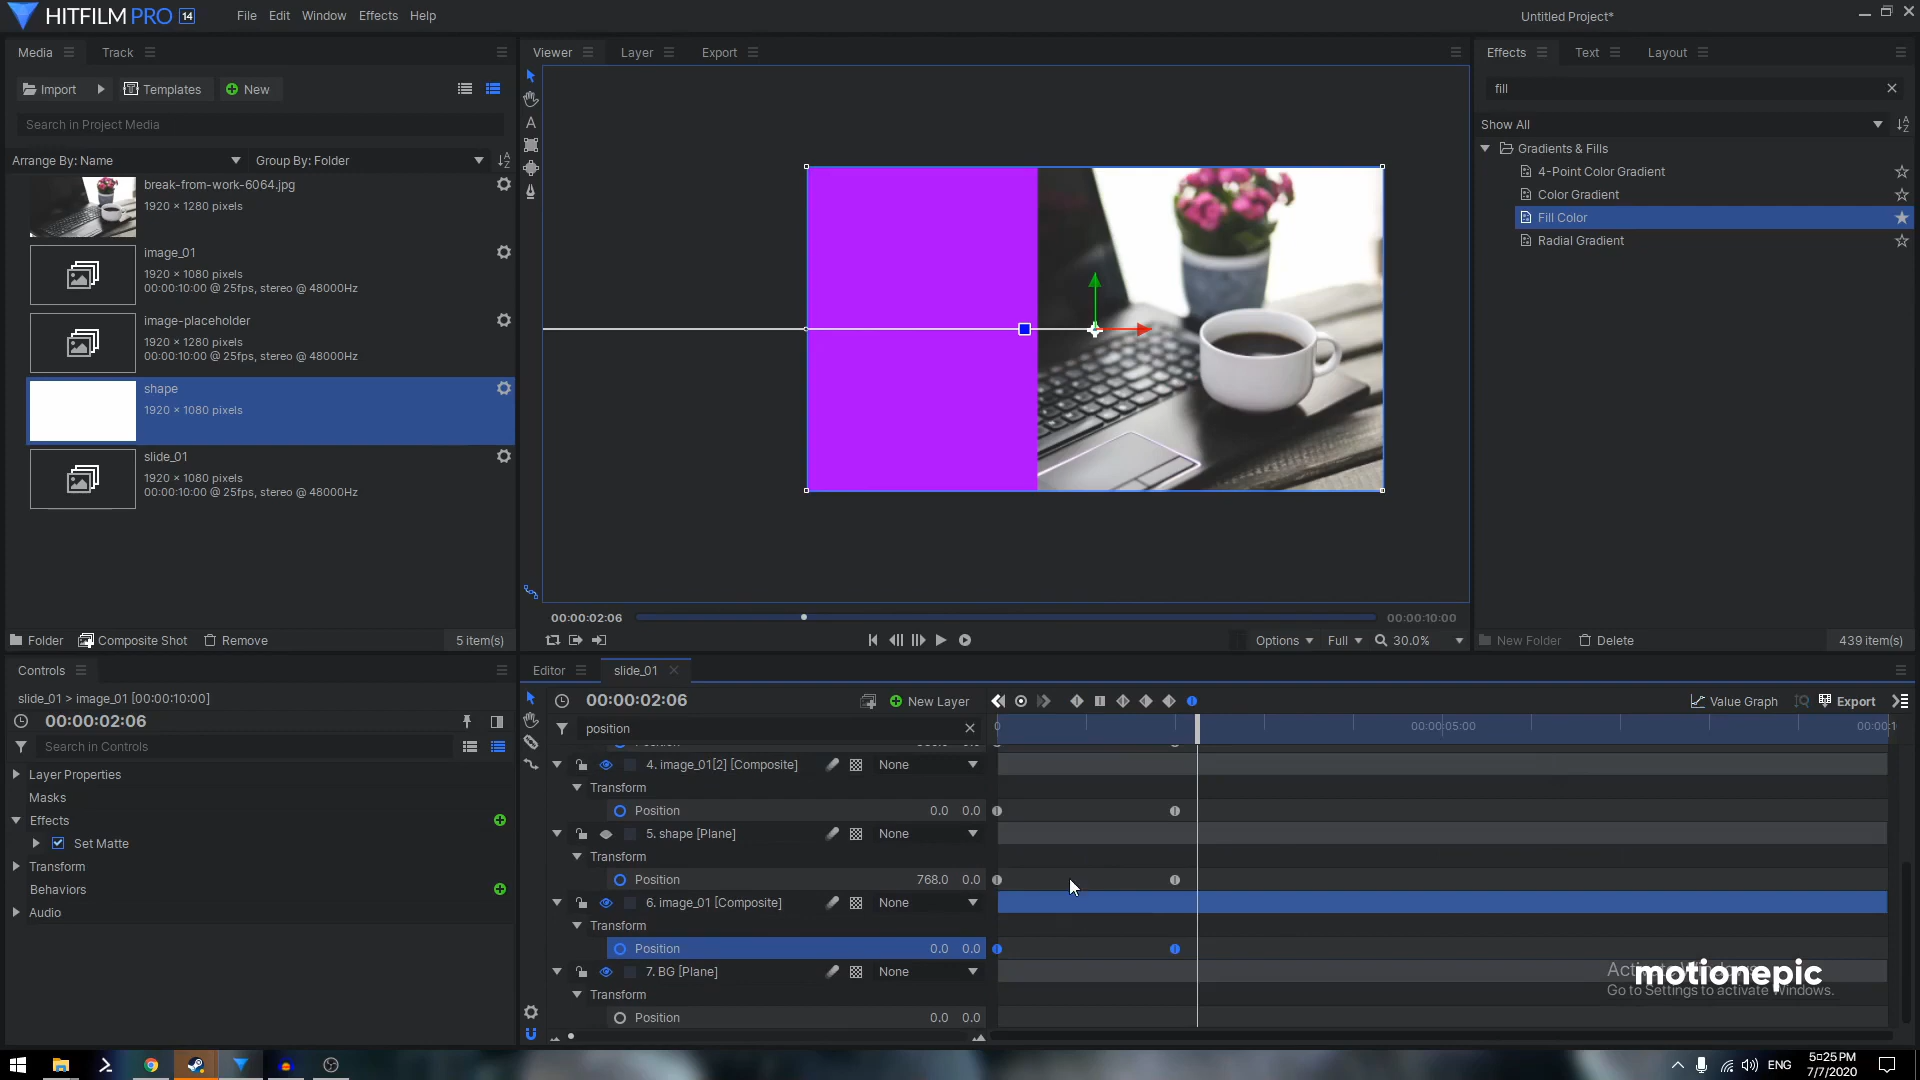 HITFILM PRO 14
File Edit Window Effects Help
Untitled Project*
Media Track
Viewer Layer Export
Effects Text Layout
Import Templates New
fill
Search in Project Media
Show All
Arrange By: Name Group By: Folder
Gradients & Fills
4-Point Color Gradient
Color Gradient
Fill Color
Radial Gradient
break-from-work-6064.jpg
1920 × 1280 pixels
image_01
1920 × 1080 pixels
00:00:10:00 @ 25fps, stereo @ 48000Hz
image-placeholder
1920 × 1280 pixels
00:00:10:00 @ 25fps, stereo @ 48000Hz
shape
1920 × 1080 pixels
slide_01
1920 × 1080 pixels
00:00:10:00 @ 25fps, stereo @ 48000Hz
00:00:02:06 00:00:10:00
Folder Composite Shot Remove 5 item(s)
Options Full 30.0%
New Folder Delete 439 item(s)
Controls
Editor slide_01
slide_01 > image_01 [00:00:10:00]
00:00:02:06
Search in Controls
Layer Properties
Masks
Effects
Set Matte
Transform
Behaviors
Audio
00:00:02:06 New Layer Value Graph Export
position
0 00:00:05:00 00:00:1
4. image_01[2] [Composite] None
Transform
Position 0.0 0.0
5. shape [Plane] None
Transform
Position 768.0 0.0
6. image_01 [Composite] None
Transform
Position 0.0 0.0
7. BG [Plane] None
Transform
Position 0.0 0.0
motionepic
Go to Settings to activate Windows.
ENG
5:25 PM
7/7/2020